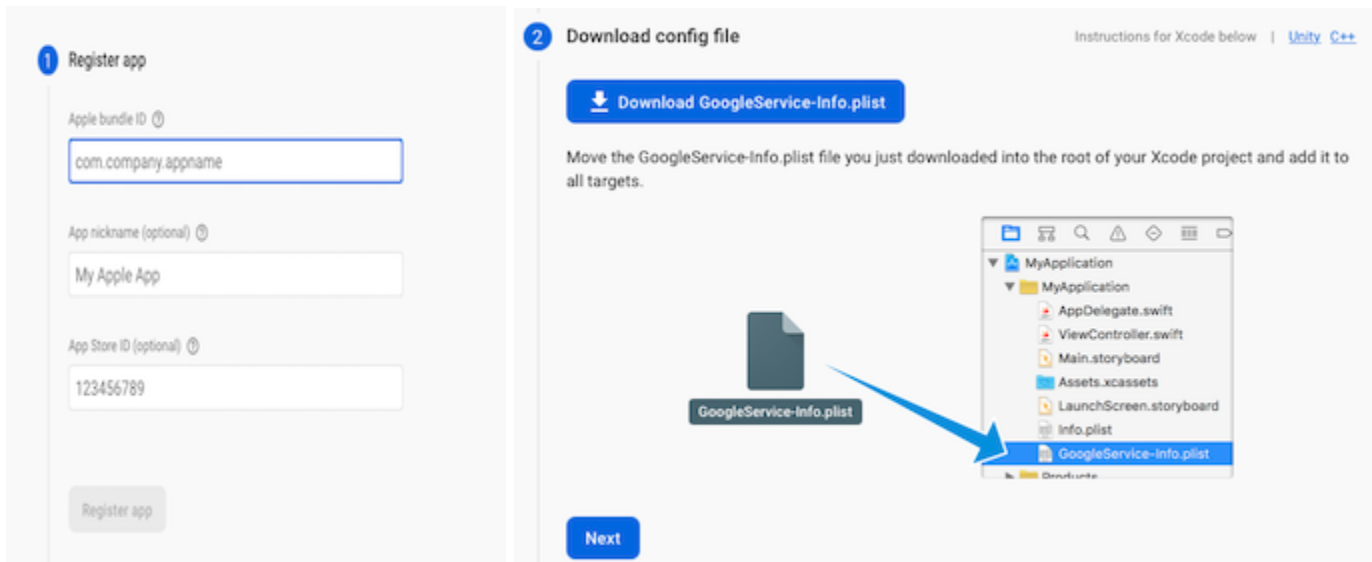 1 Register app
Apple bundle ID
com.company.appname
App nickname (optional)
My Apple App
App Store ID (optional)
123456789
Register app
2 Download config file
Instructions for Xcode below | Unity C++
Download GoogleService-Info.plist
Move the GoogleService-Info.plist file you just downloaded into the root of your Xcode project and add it to
all targets.
GoogleService-Info.plist
MyApplication
MyApplication
AppDelegate.swift
ViewController.swift
Main.storyboard
Assets.xcassets
LaunchScreen.storyboard
Info.plist
GoogleService-Info.plist
Products
Next